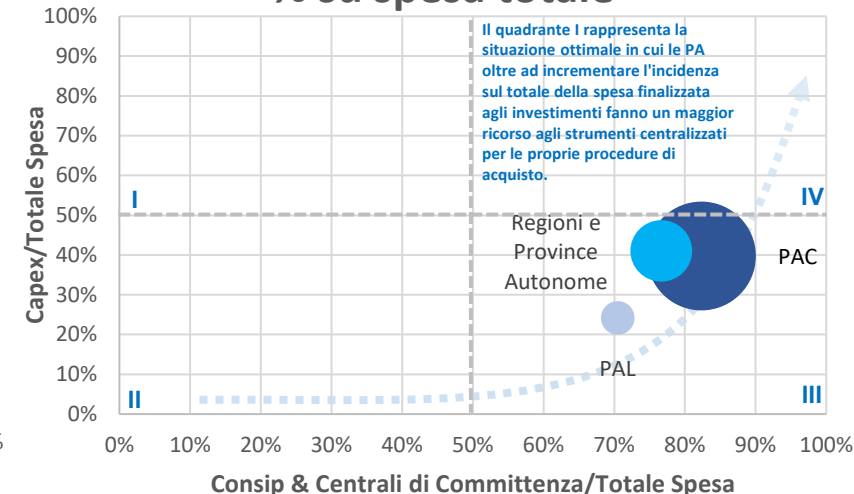 % su spesa totale
100%
90%
80%
70%
60%
50%
40%
30%
20%
10%
0%
Capex/Totale Spesa
Il quadrante I rappresenta la
situazione ottimale in cui le PA
oltre ad incrementare l'incidenza
sul totale della spesa finalizzata
agli investimenti fanno un maggior
ricorso agli strumenti centralizzati
per le proprie procedure di
acquisto.
I
IV
Regioni e
Province
Autonome
PAC
PAL
II
III
%
0%
10%
20%
30%
40%
50%
60%
70%
80%
90%
100%
Consip & Centrali di Committenza/Totale Spesa